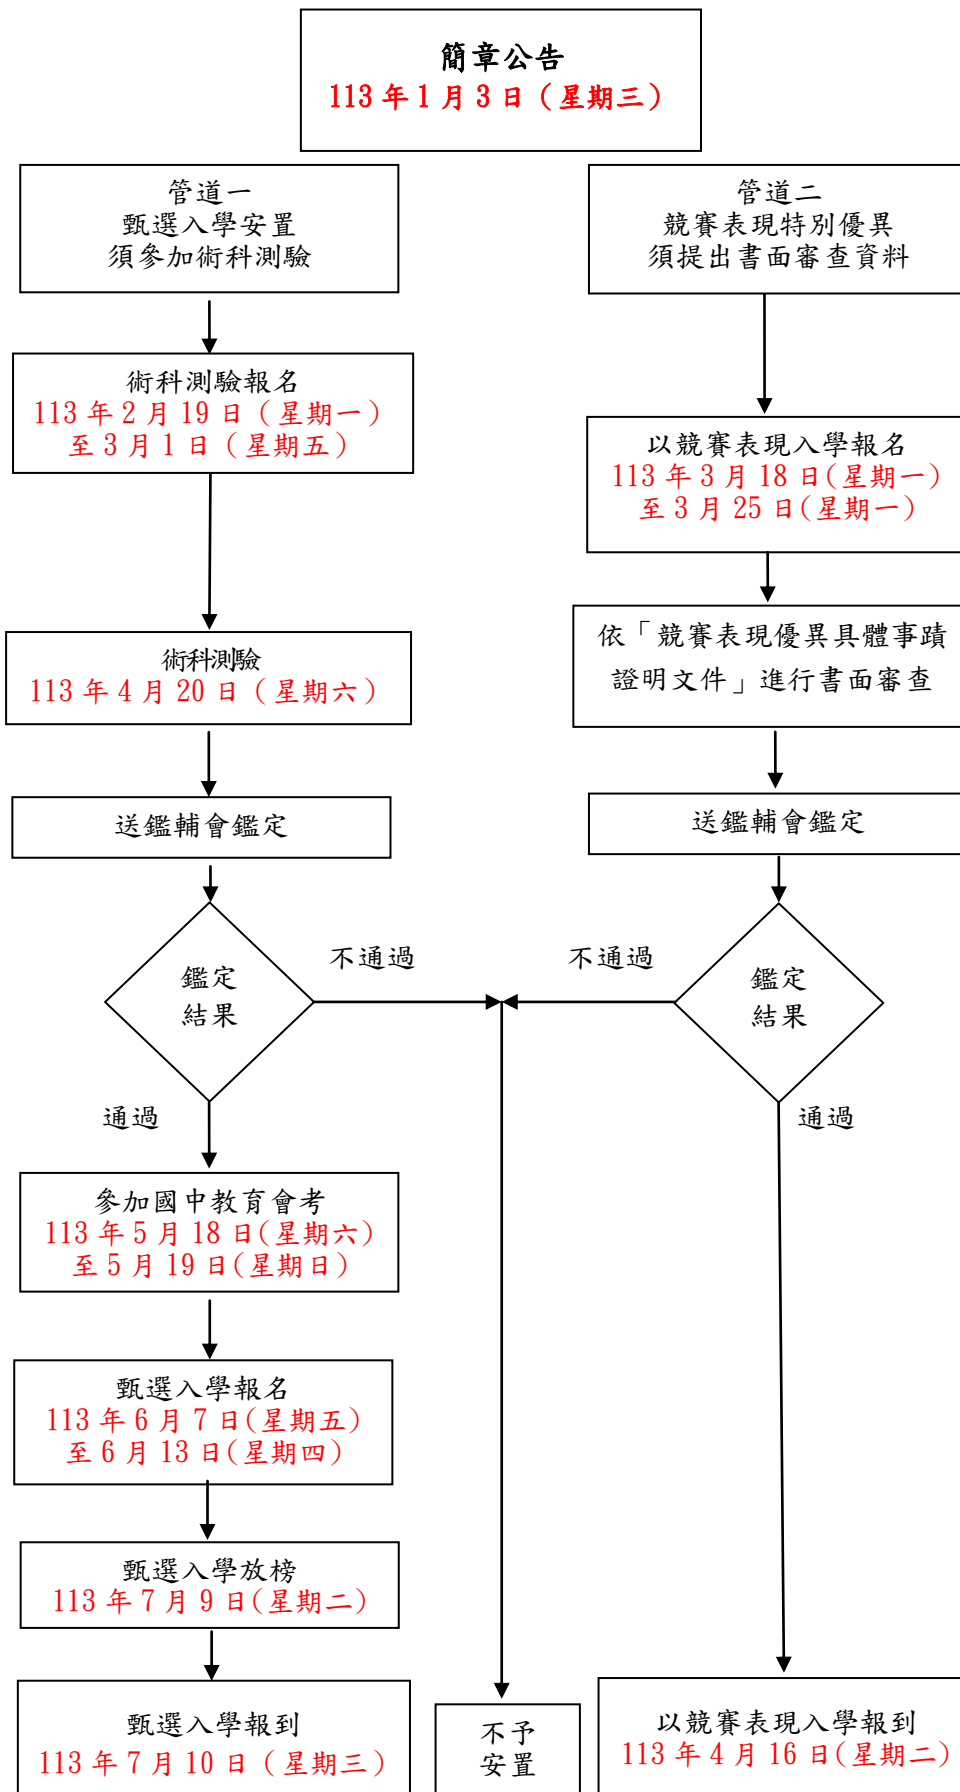 簡章公告
113 年 1 月 3 日（星期三）
管道一
甄選入學安置
須參加術科測驗
管道二
競賽表現特別優異
須提出書面審查資料
術科測驗報名
113 年 2 月 19 日（星期一）
至 3 月 1 日（星期五）
以競賽表現入學報名
113 年 3 月 18 日(星期一)
至 3 月 25 日(星期一)
術科測驗
113 年 4 月 20 日（星期六）
依「競賽表現優異具體事蹟
證明文件」進行書面審查
送鑑輔會鑑定
送鑑輔會鑑定
鑑定
結果
不通過
不通過
鑑定
結果
通過
通過
參加國中教育會考
113 年 5 月 18 日(星期六)
至 5 月 19 日(星期日)
甄選入學報名
113 年 6 月 7 日(星期五)
至 6 月 13 日(星期四)
甄選入學放榜
113 年 7 月 9 日(星期二)
甄選入學報到
113 年 7 月 10 日（星期三）
不予
安置
以競賽表現入學報到
113 年 4 月 16 日(星期二)